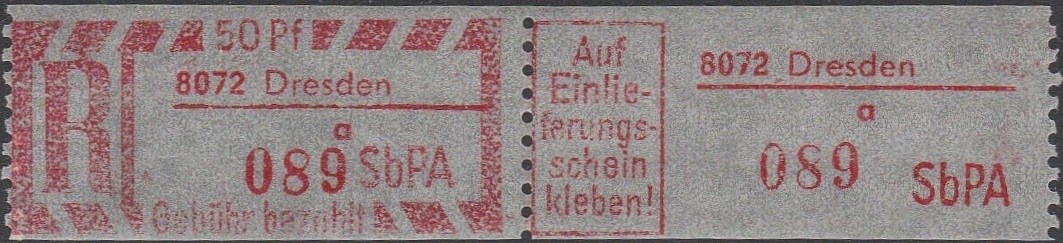 50 Pf
R
8072 Dresden
a
089 SbPA
Gebühr bezahlt
Auf
Einlie-
ferungs-
schein
kleben!
8072 Dresden
a
089
SbPA